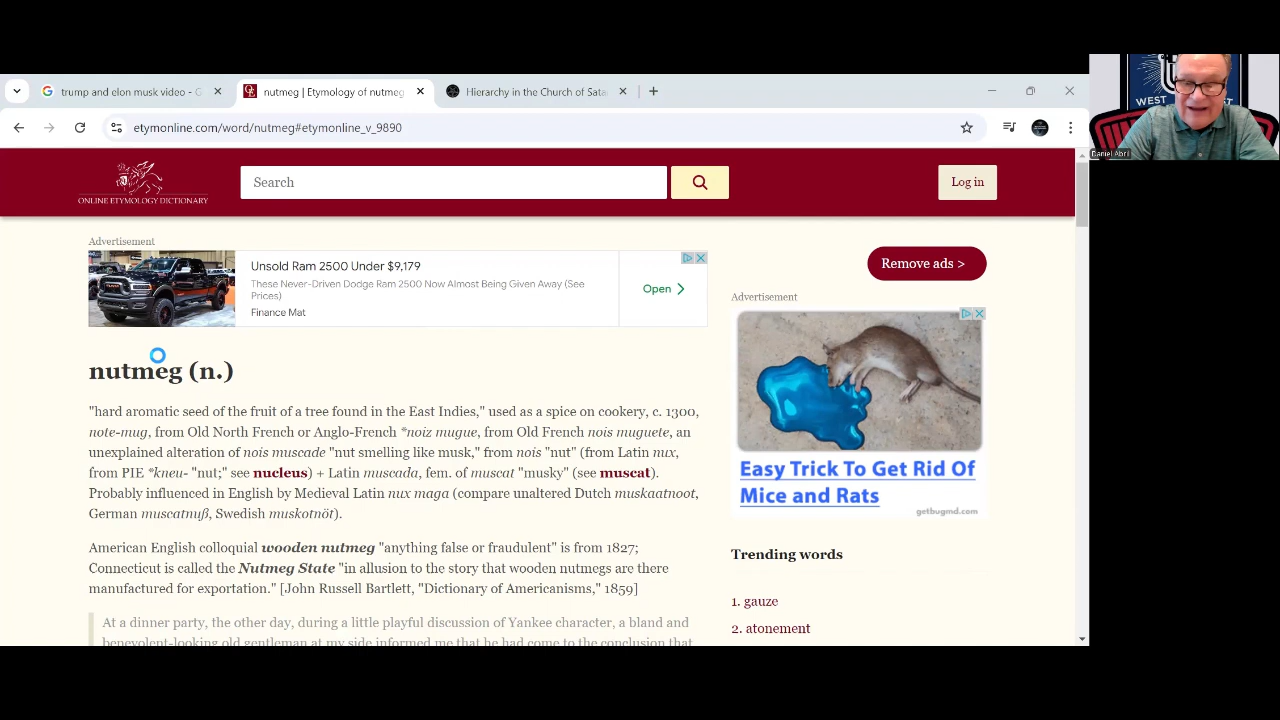 trump and elon musk video - G
nutmeg | Etymology of nutmeg
Hierarchy in the Church of Sata
etymonline.com/word/nutmeg#etymonline_v_9890
WEST
Daniel Abril
ONLINE ETYMOLOGY DICTIONARY
Search
Log in
Advertisement
Unsold Ram 2500 Under $9,179
These Never-Driven Dodge Ram 2500 Now Almost Being Given Away (See
Prices)
Finance Mat
Open
Remove ads >
Advertisement
Easy Trick To Get Rid Of
Mice and Rats
getbugmd.com
nutmeg (n.)
"hard aromatic seed of the fruit of a tree found in the East Indies," used as a spice on cookery, c. 1300,
note-mug, from Old North French or Anglo-French *noiz mugue, from Old French nois muguete, an
unexplained alteration of nois muscade "nut smelling like musk," from nois "nut" (from Latin nux,
from PIE *kneu- "nut;" see nucleus) + Latin muscada, fem. of muscat "musky" (see muscat).
Probably influenced in English by Medieval Latin nux maga (compare unaltered Dutch muskaatnoot,
German muscatnuß, Swedish muskotnöt).
American English colloquial wooden nutmeg "anything false or fraudulent" is from 1827;
Connecticut is called the Nutmeg State "in allusion to the story that wooden nutmegs are there
manufactured for exportation." [John Russell Bartlett, "Dictionary of Americanisms," 1859]
At a dinner party, the other day, during a little playful discussion of Yankee character, a bland and
benevolent-looking old gentleman at my side informed me that he had come to the conclusion that
Trending words
1. gauze
2. atonement